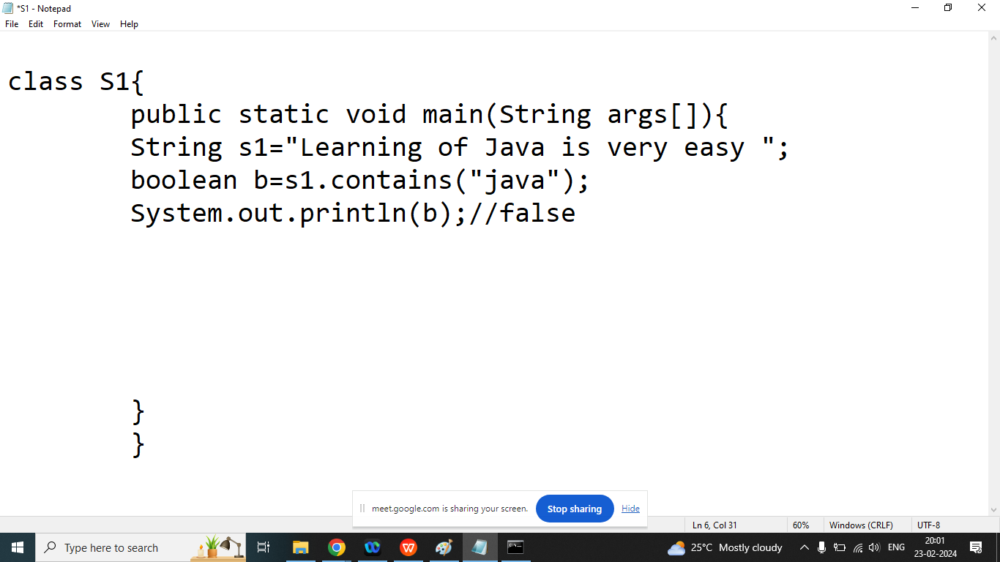 *S1 - Notepad
File Edit Format View Help
class S1{
public static void main(String args[]){
String s1="Learning of Java is very easy ";
boolean b=s1.contains("java");
System.out.println(b);//false
}
}
meet.google.com is sharing your screen. Stop sharing Hide
Ln 6, Col 31 60% Windows (CRLF) UTF-8
Type here to search 25°C Mostly cloudy ENG 20:01
23-02-2024